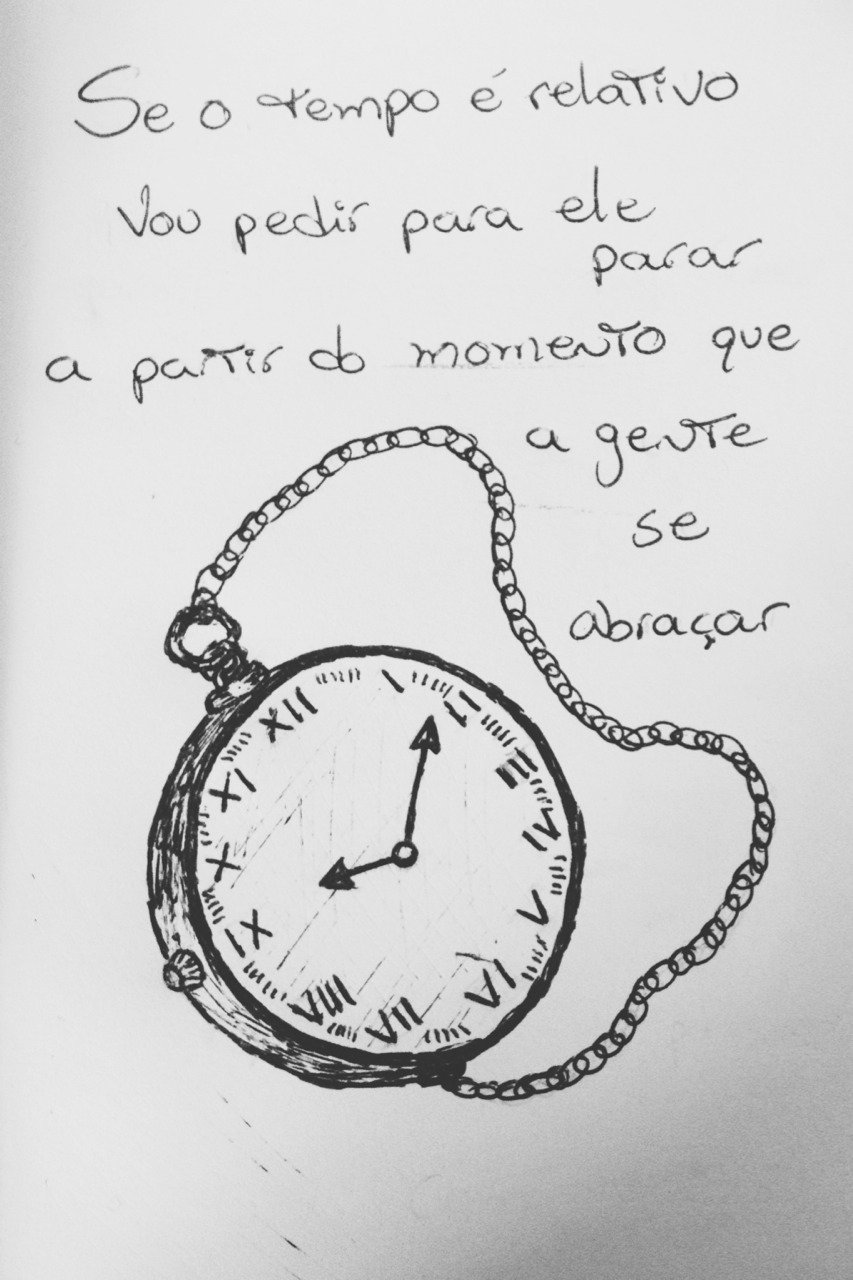 Se o tempo é relativo
Vou pedir para ele
parar
a partir do momento que
a gente
se
abraçar
XII
I
II
III
IV
V
VI
VII
VIII
IX
X
XI